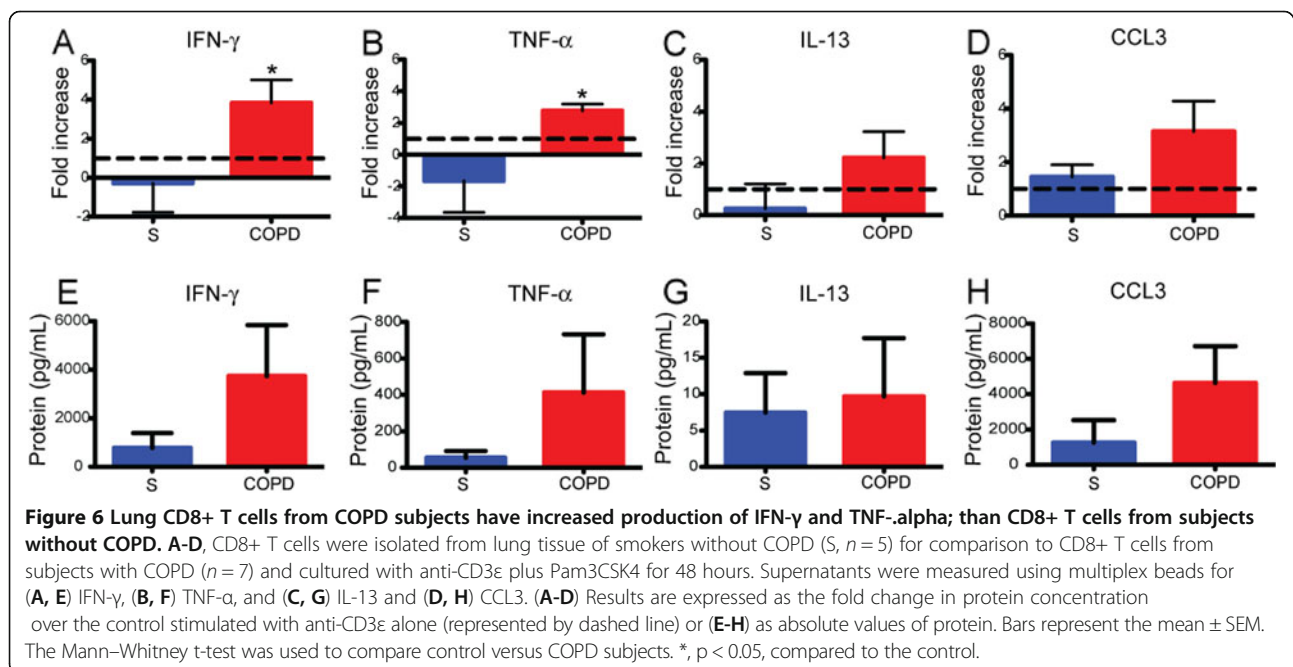 A IFN-γ
B TNF-α
C IL-13
D CCL3
Fold increase
6
4
2
0
-2
*
S COPD
Fold increase
6
4
2
0
-2
-4
*
S COPD
Fold increase
6
4
2
0
S COPD
Fold increase
6
4
2
0
S COPD
E IFN-γ
F TNF-α
G IL-13
H CCL3
Protein (pg/mL)
6000
4000
2000
0
S COPD
Protein (pg/mL)
800
600
400
200
0
S COPD
Protein (pg/mL)
20
15
10
5
0
S COPD
Protein (pg/mL)
8000
6000
4000
2000
0
S COPD
Figure 6 Lung CD8+ T cells from COPD subjects have increased production of IFN-γ and TNF-.alpha; than CD8+ T cells from subjects
without COPD. A-D, CD8+ T cells were isolated from lung tissue of smokers without COPD (S, n = 5) for comparison to CD8+ T cells from
subjects with COPD (n = 7) and cultured with anti-CD3ε plus Pam3CSK4 for 48 hours. Supernatants were measured using multiplex beads for
(A, E) IFN-γ, (B, F) TNF-α, and (C, G) IL-13 and (D, H) CCL3. (A-D) Results are expressed as the fold change in protein concentration
over the control stimulated with anti-CD3ε alone (represented by dashed line) or (E-H) as absolute values of protein. Bars represent the mean ± SEM.
The Mann–Whitney t-test was used to compare control versus COPD subjects. *, p < 0.05, compared to the control.